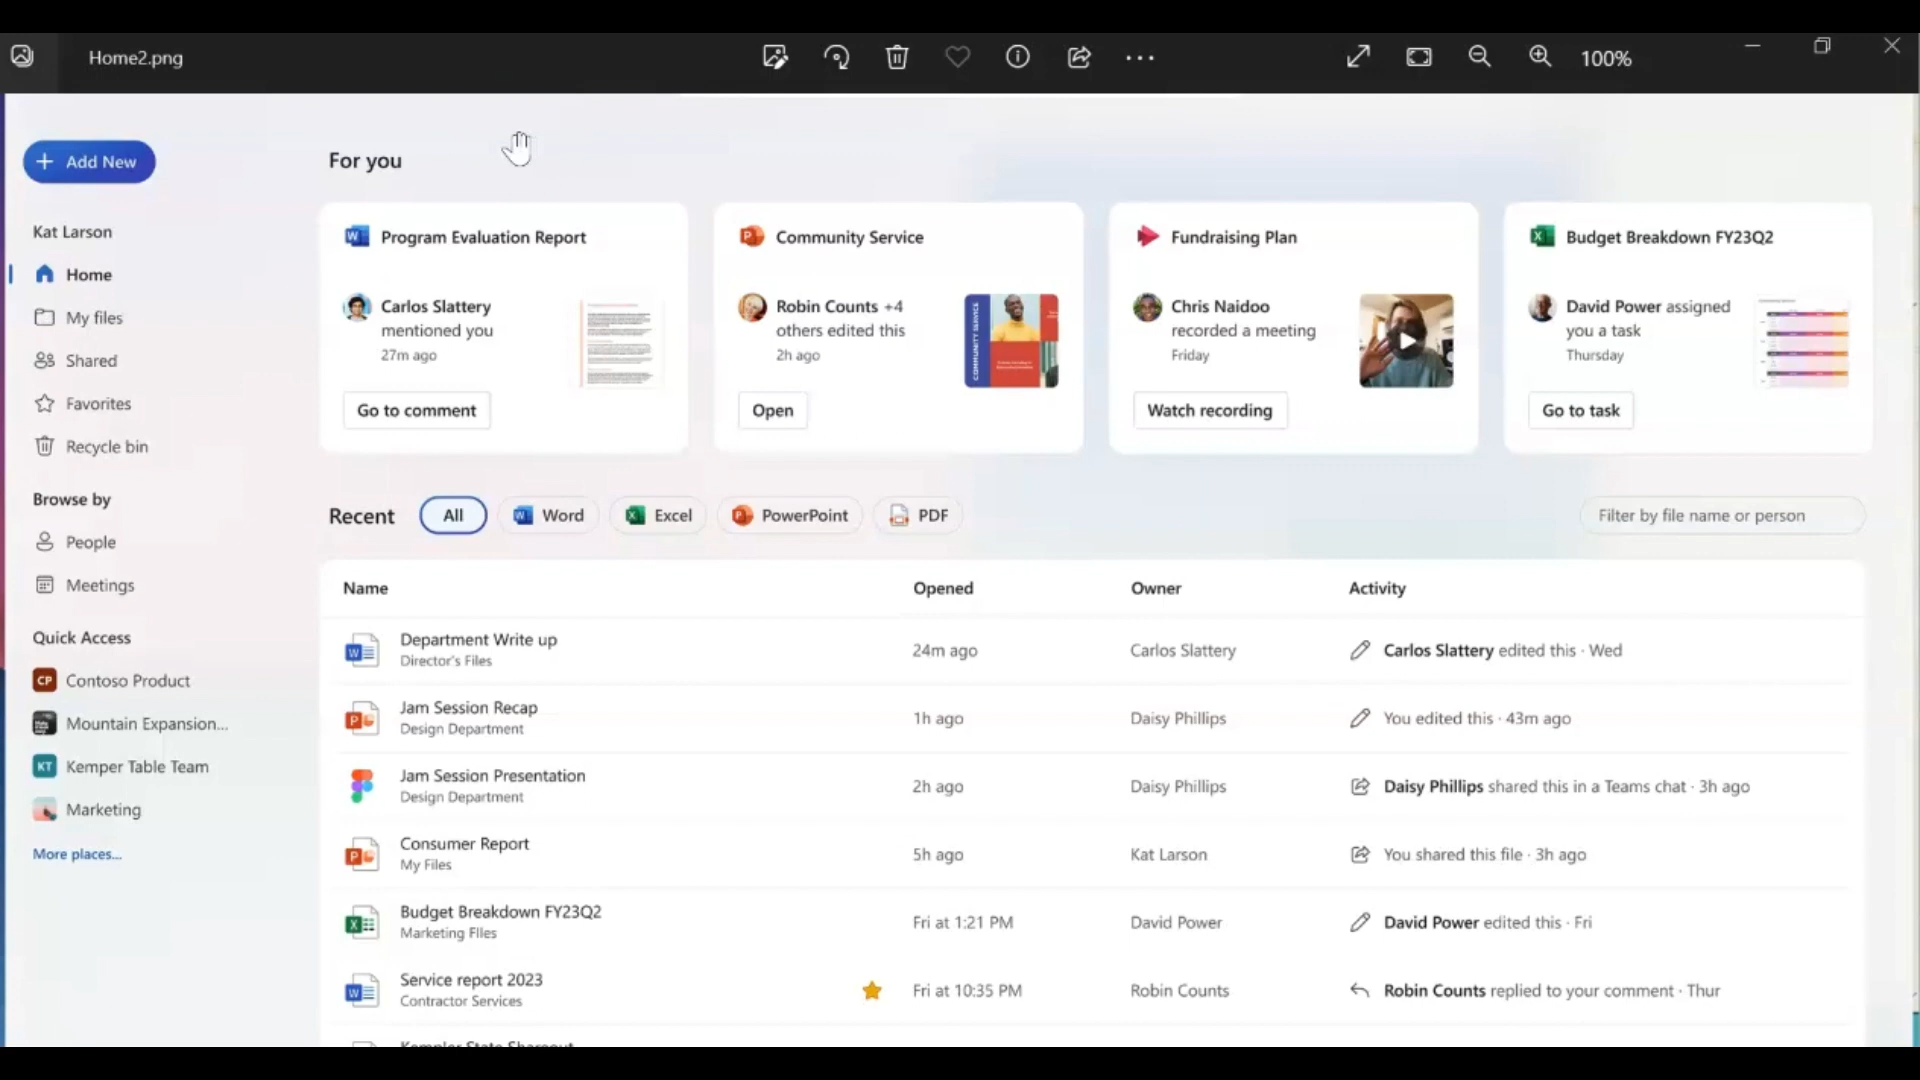 Home2.png
100%
Add New
For you
Kat Larson
Home
My files
Shared
Favorites
Recycle bin
Browse by
People
Meetings
Quick Access
CP Contoso Product
Mountain Expansion...
KT Kemper Table Team
Marketing
More places...
Program Evaluation Report
Carlos Slattery
mentioned you
27m ago
Go to comment
Community Service
Robin Counts +4
others edited this
2h ago
COMMUNITY SERVICE
Open
Fundraising Plan
Chris Naidoo
recorded a meeting
Friday
Watch recording
Budget Breakdown FY23Q2
David Power assigned
you a task
Thursday
Go to task
Recent All Word Excel PowerPoint PDF Filter by file name or person
Name Opened Owner Activity
Department Write up
Director's Files
24m ago Carlos Slattery Carlos Slattery edited this · Wed
Jam Session Recap
Design Department
1h ago Daisy Phillips You edited this · 43m ago
Jam Session Presentation
Design Department
2h ago Daisy Phillips Daisy Phillips shared this in a Teams chat · 3h ago
Consumer Report
My Files
5h ago Kat Larson You shared this file · 3h ago
Budget Breakdown FY23Q2
Marketing Files
Fri at 1:21 PM David Power David Power edited this · Fri
Service report 2023
Contractor Services
Fri at 10:35 PM Robin Counts Robin Counts replied to your comment · Thur